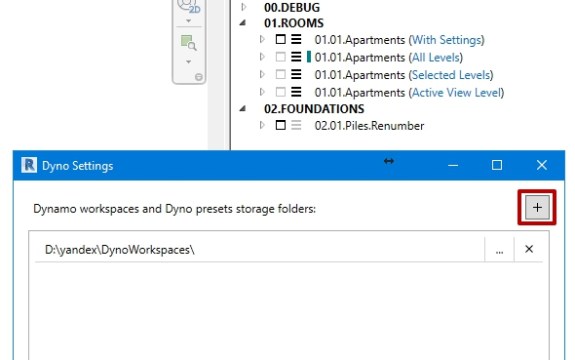 2D
00.DEBUG
01.ROOMS
01.01.Apartments (With Settings)
01.01.Apartments (All Levels)
01.01.Apartments (Selected Levels)
01.01.Apartments (Active View Level)
02.FOUNDATIONS
02.01.Piles.Renumber
R Dyno Settings
Dynamo workspaces and Dyno presets storage folders:
D:\yandex\DynoWorkspaces\ ...